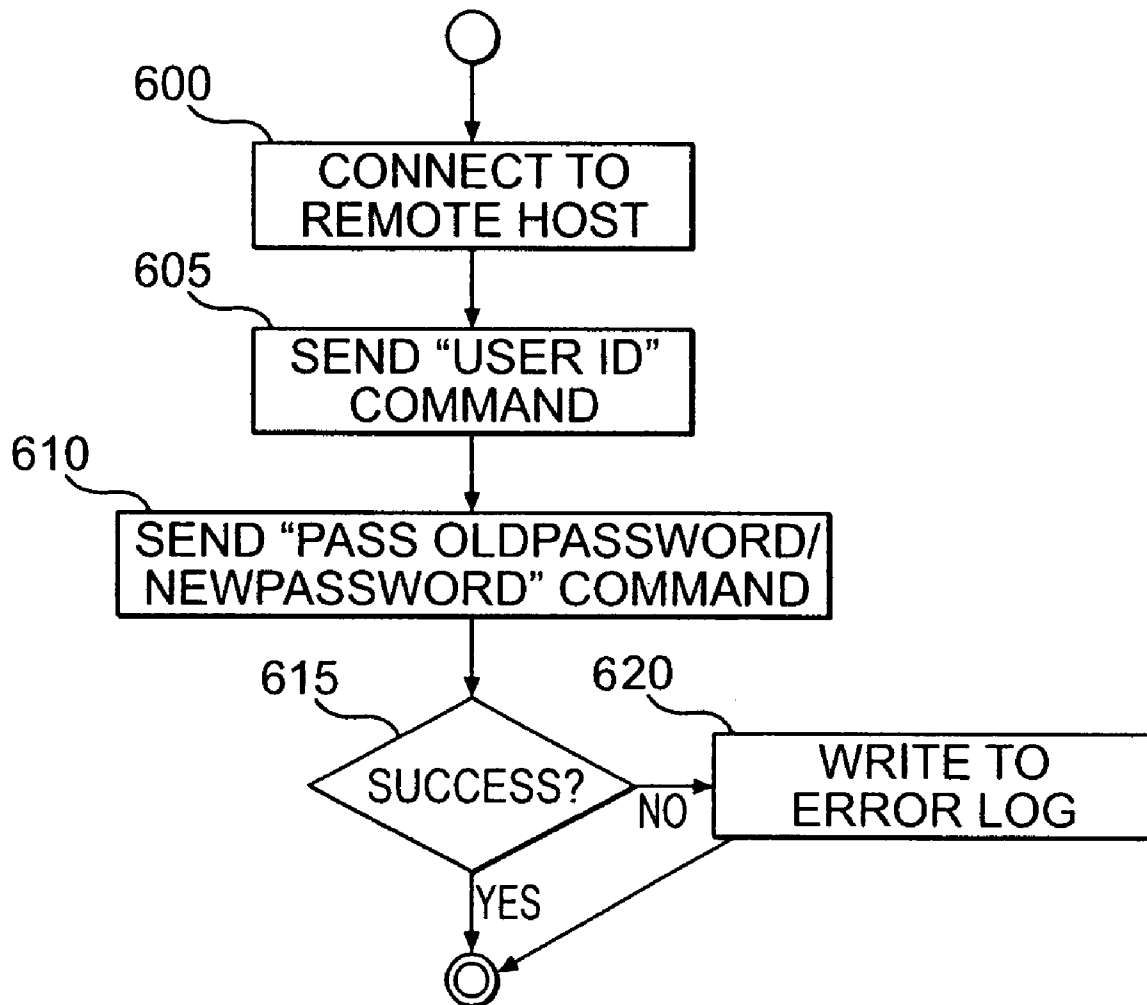 600
CONNECT TO
REMOTE HOST
605
SEND “USER ID”
COMMAND
610
SEND “PASS OLDPASSWORD/
NEWPASSWORD” COMMAND
615
SUCCESS?
NO
620
WRITE TO
ERROR LOG
YES